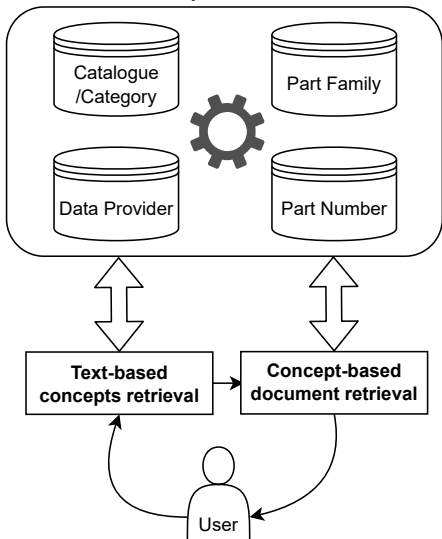 Catalogue
/Category
Part Family
Data Provider
Part Number
Text-based
concepts retrieval
Concept-based
document retrieval
User